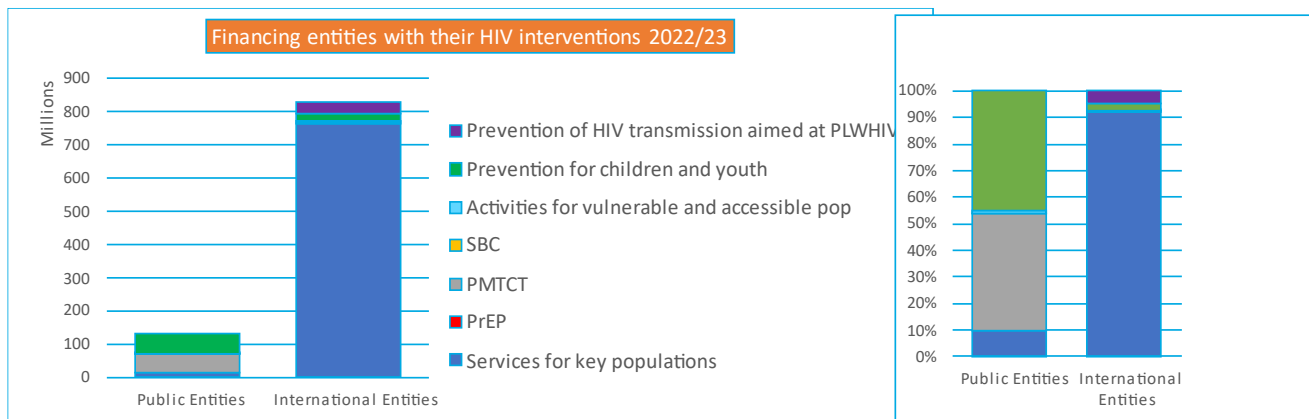 Financing entities with their HIV interventions 2022/23
Millions
900
800
700
600
500
400
300
200
100
0
Public Entities
International Entities
Prevention of HIV transmission aimed at PLWHIV
Prevention for children and youth
Activities for vulnerable and accessible pop
SBC
PMTCT
PrEP
Services for key populations
100%
90%
80%
70%
60%
50%
40%
30%
20%
10%
0%
Public Entities
International
Entities